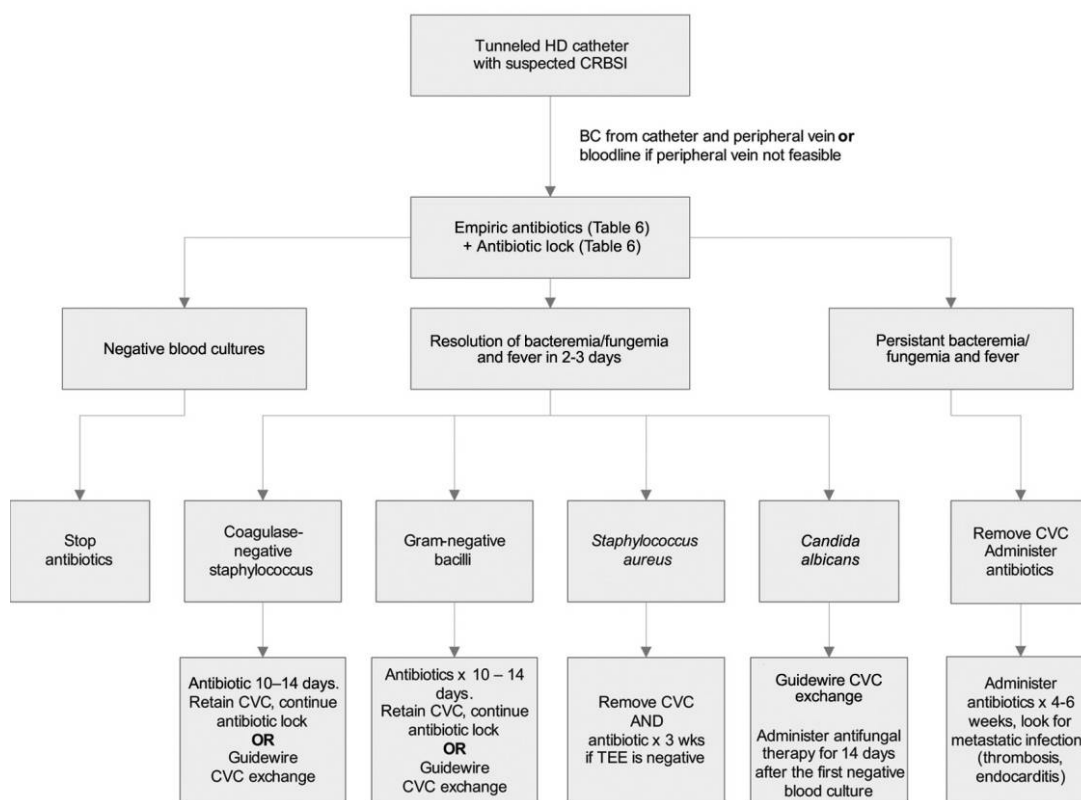 Tunneled HD catheter
with suspected CRBSI
BC from catheter and peripheral vein or
bloodline if peripheral vein not feasible
Empiric antibiotics (Table 6)
+ Antibiotic lock (Table 6)
Negative blood cultures
Resolution of bacteremia/fungemia
and fever in 2-3 days
Persistant bacteremia/
fungemia and fever
Stop
antibiotics
Coagulase-
negative
staphylococcus
Gram-negative
bacilli
Staphylococcus
aureus
Candida
albicans
Remove CVC
Administer
antibiotics
Antibiotic 10–14 days.
Retain CVC, continue
antibiotic lock
OR
Guidewire
CVC exchange
Antibiotics x 10 – 14
days.
Retain CVC, continue
antibiotic lock
OR
Guidewire
CVC exchange
Remove CVC
AND
antibiotic x 3 wks
if TEE is negative
Guidewire CVC
exchange
Administer antifungal
therapy for 14 days
after the first negative
blood culture
Administer
antibiotics x 4-6
weeks, look for
metastatic infection
(thrombosis,
endocarditis)